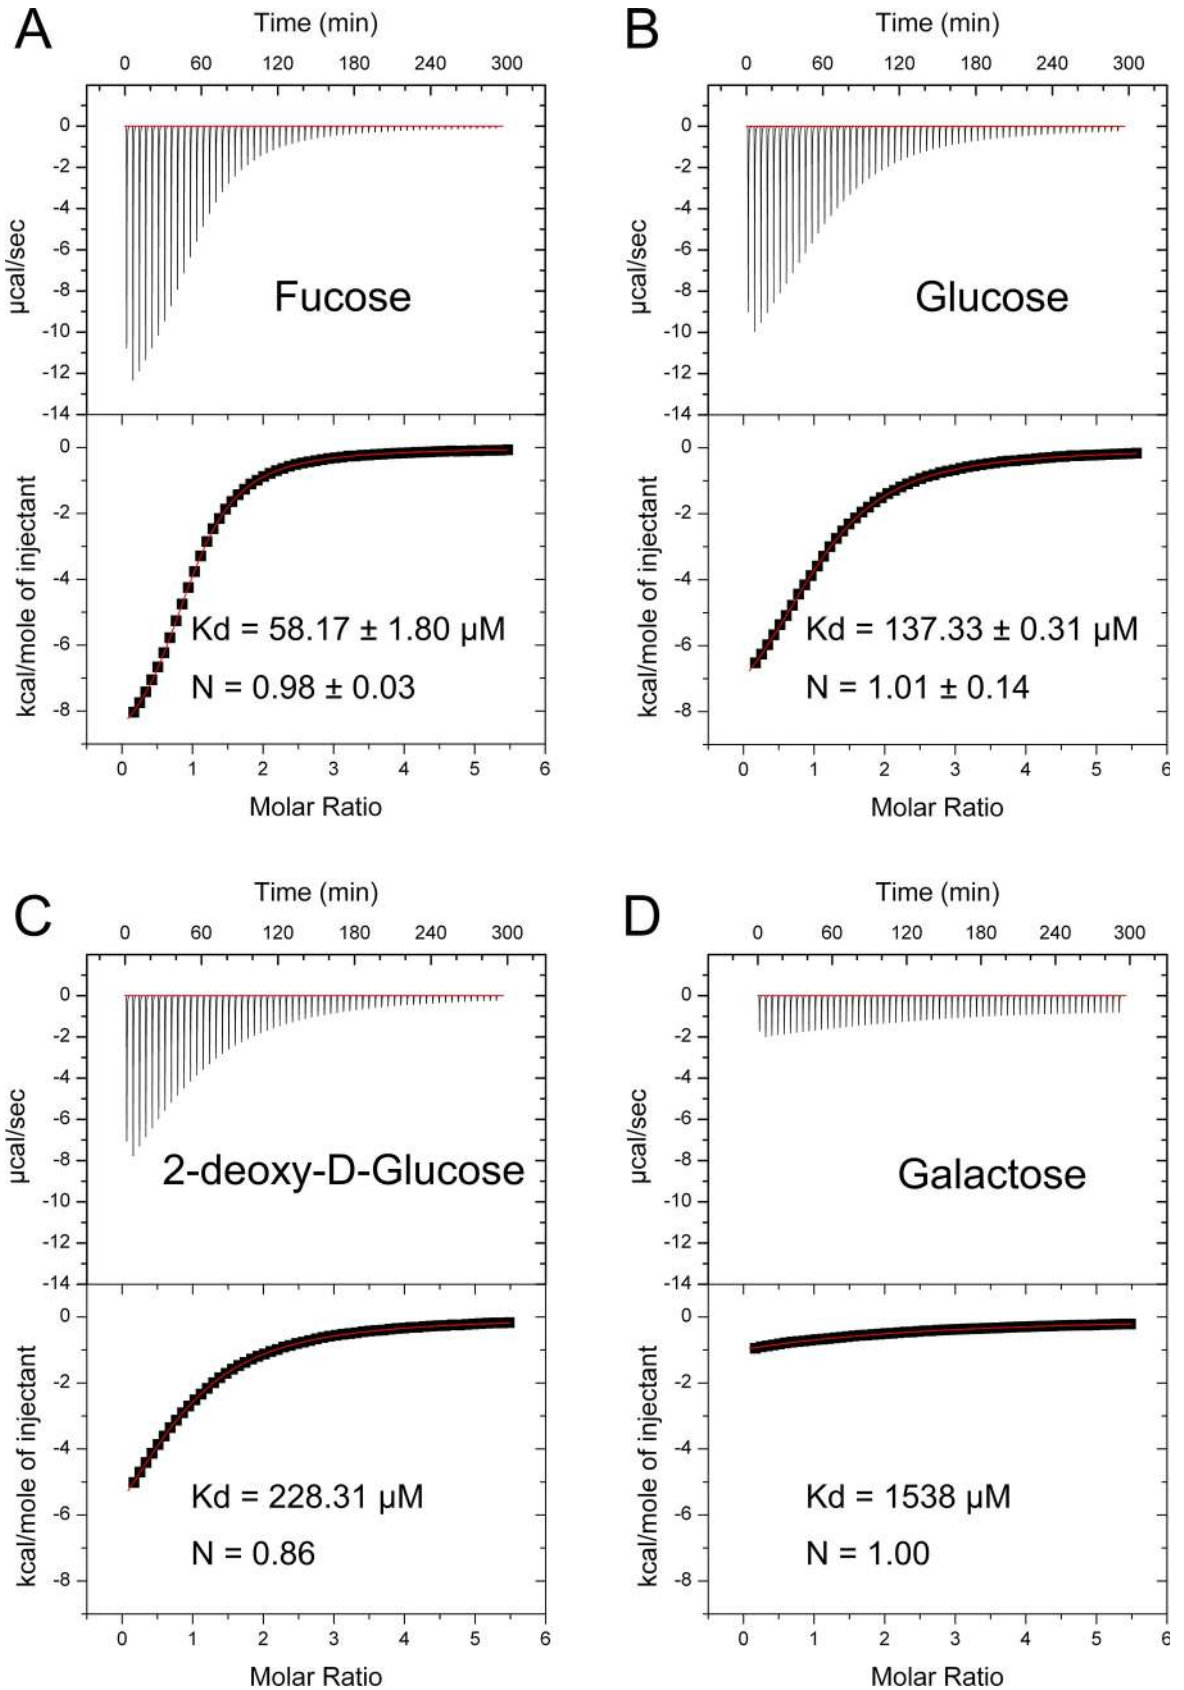 A
Time (min)
0 60 120 180 240 300
0
-2
-4
-6
-8
-10
-12
-14
µcal/sec
Fucose
0
-2
-4
-6
-8
kcal/mole of injectant
Kd = 58.17 ± 1.80 µM
N = 0.98 ± 0.03
0 1 2 3 4 5 6
Molar Ratio
B
Time (min)
0 60 120 180 240 300
0
-2
-4
-6
-8
-10
-12
-14
µcal/sec
Glucose
0
-2
-4
-6
-8
kcal/mole of injectant
Kd = 137.33 ± 0.31 µM
N = 1.01 ± 0.14
0 1 2 3 4 5 6
Molar Ratio
C
Time (min)
0 60 120 180 240 300
0
-2
-4
-6
-8
-10
-12
-14
µcal/sec
2-deoxy-D-Glucose
0
-2
-4
-6
-8
kcal/mole of injectant
Kd = 228.31 µM
N = 0.86
0 1 2 3 4 5 6
Molar Ratio
D
Time (min)
0 60 120 180 240 300
0
-2
-4
-6
-8
-10
-12
-14
µcal/sec
Galactose
0
-2
-4
-6
-8
kcal/mole of injectant
Kd = 1538 µM
N = 1.00
0 1 2 3 4 5 6
Molar Ratio